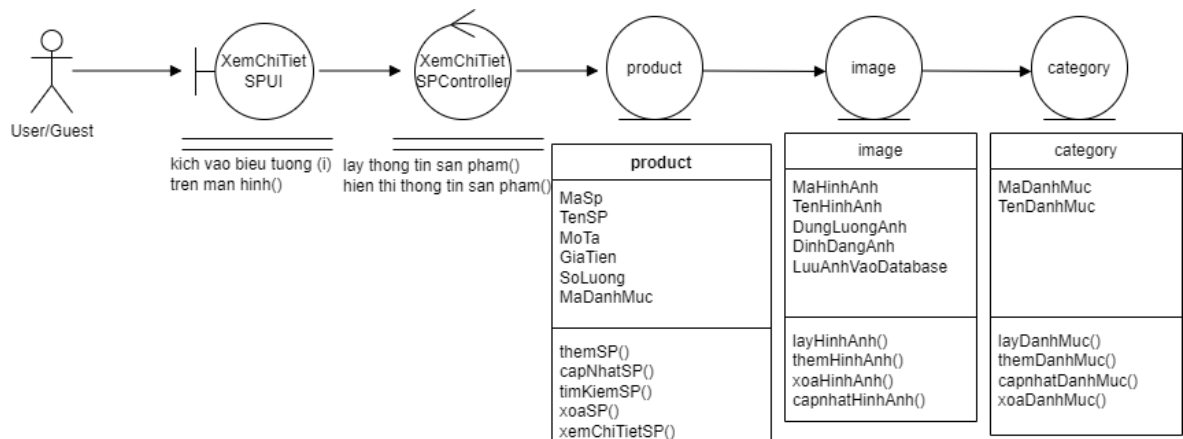 XemChiTiet
SPUI
XemChiTiet
SPController
product
image
category
User/Guest
kich vao bieu tuong (i)
tren man hinh()
lay thong tin san pham()
hien thi thong tin san pham()
product
MaSp
TenSP
MoTa
GiaTien
SoLuong
MaDanhMuc
themSP()
capNhatSP()
timKiemSP()
xoaSP()
xemChiTietSP()
image
MaHinhAnh
TenHinhAnh
DungLuongAnh
DinhDangAnh
LuuAnhVaoDatabase
layHinhAnh()
themHinhAnh()
xoaHinhAnh()
capnhatHinhAnh()
category
MaDanhMuc
TenDanhMuc
layDanhMuc()
themDanhMuc()
capnhatDanhMuc()
xoaDanhMuc()